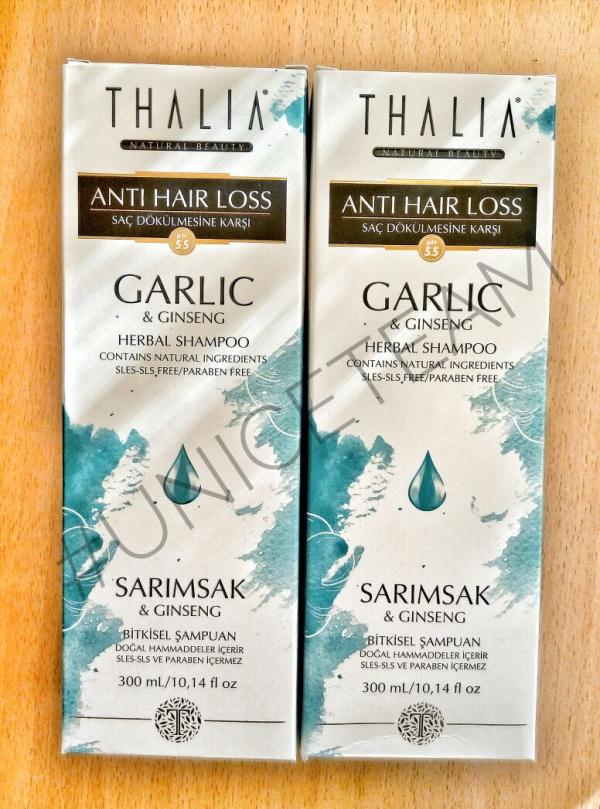 THALIA®
NATURAL BEAUTY
ANTI HAIR LOSS
SAÇ DÖKÜLMESİNE KARŞI
pH
5.5
GARLIC
& GINSENG
HERBAL SHAMPOO
CONTAINS NATURAL INGREDIENTS
SLES-SLS FREE/PARABEN FREE
SARIMSAK
& GINSENG
BİTKİSEL ŞAMPUAN
DOĞAL HAMMADDELER İÇERİR
SLES-SLS VE PARABEN İÇERMEZ
300 mL/10,14 fl oz
T
THALIA®
NATURAL BEAUTY
ANTI HAIR LOSS
SAÇ DÖKÜLMESİNE KARŞI
pH
5.5
GARLIC
& GINSENG
HERBAL SHAMPOO
CONTAINS NATURAL INGREDIENTS
SLES-SLS FREE/PARABEN FREE
SARIMSAK
& GINSENG
BİTKİSEL ŞAMPUAN
DOĞAL HAMMADDELER İÇERİR
SLES-SLS VE PARABEN İÇERMEZ
300 mL/10,14 fl oz
T
#UNICETEAM